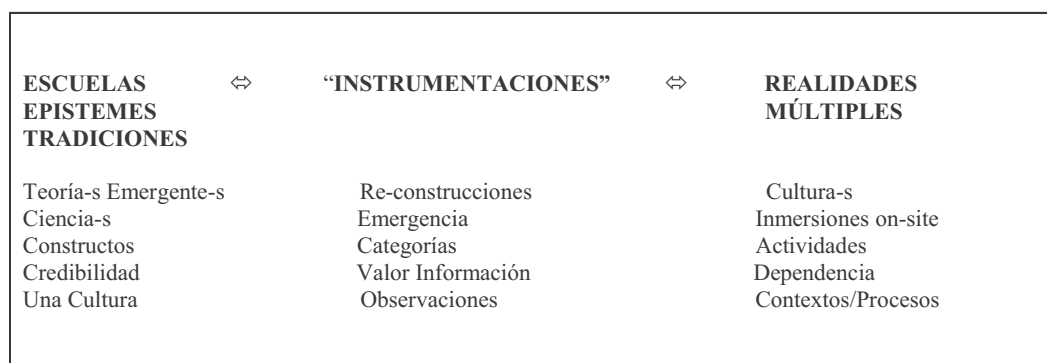 ESCUELAS ⇔ “INSTRUMENTACIONES” ⇔ REALIDADES
EPISTEMES MÚLTIPLES
TRADICIONES
Teoría-s Emergente-s Re-construcciones Cultura-s
Ciencia-s Emergencia Inmersiones on-site
Constructos Categorías Actividades
Credibilidad Valor Información Dependencia
Una Cultura Observaciones Contextos/Procesos